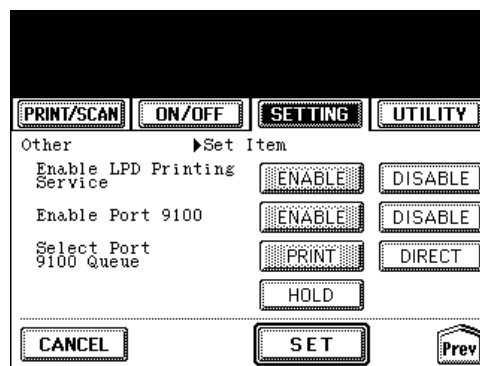 PRINT/SCAN ON/OFF SETTING UTILITY
Other ▶Set Item
Enable LPD Printing
Service
ENABLE DISABLE
Enable Port 9100 ENABLE DISABLE
Select Port
9100 Queue
PRINT DIRECT
HOLD
CANCEL SET Prev